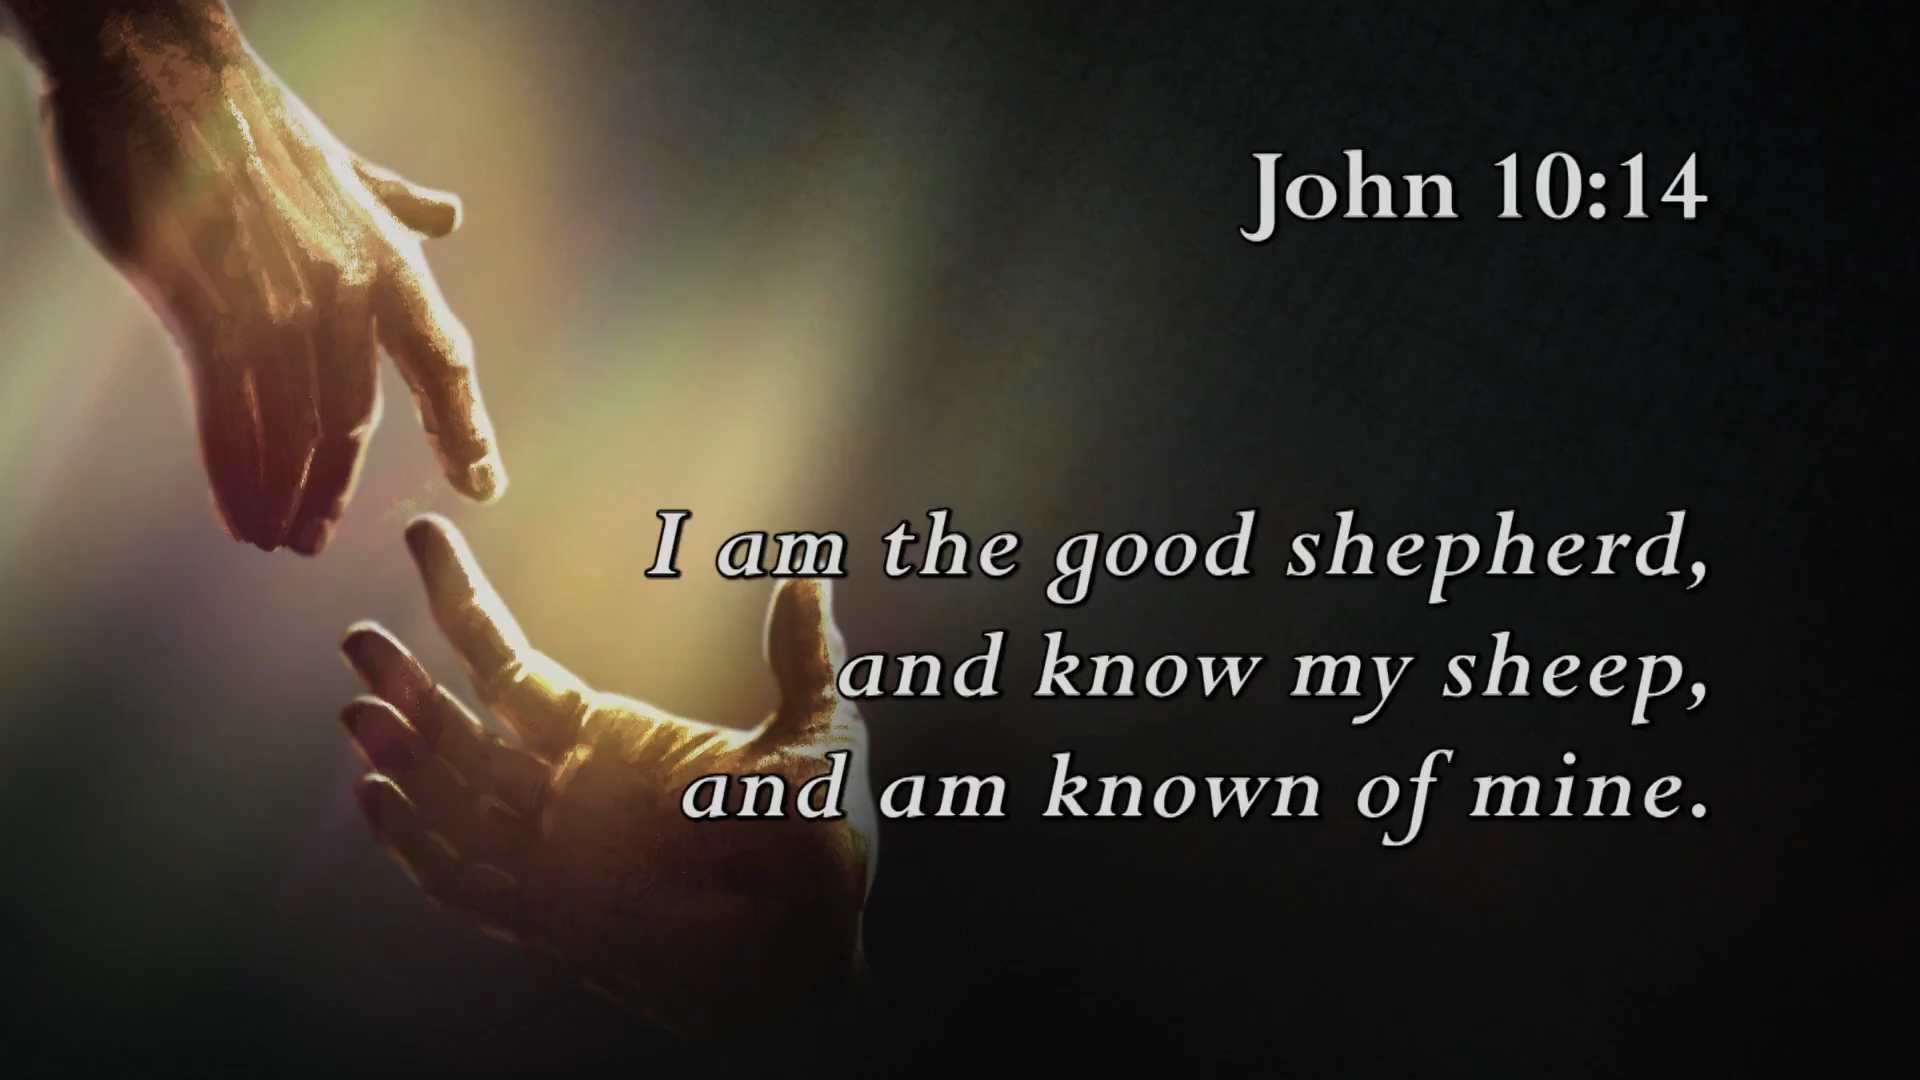 John 10:14
I am the good shepherd,
and know my sheep,
and am known of mine.